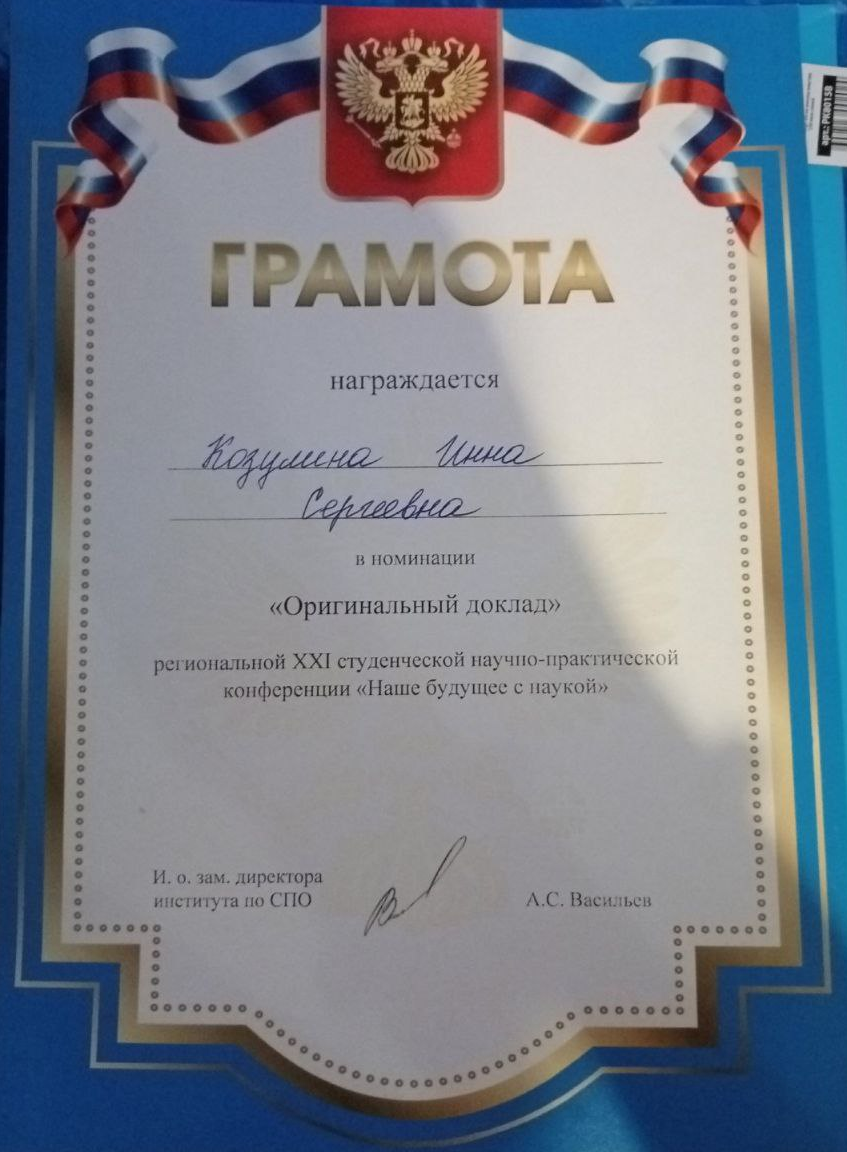 ГРАМОТА
награждается
Козулина Инна
Сергеевна
в номинации
«Оригинальный доклад»
региональной XXI студенческой научно-практической
конференции «Наше будущее с наукой»
И. о. зам. директора
института по СПО
А.С. Васильев